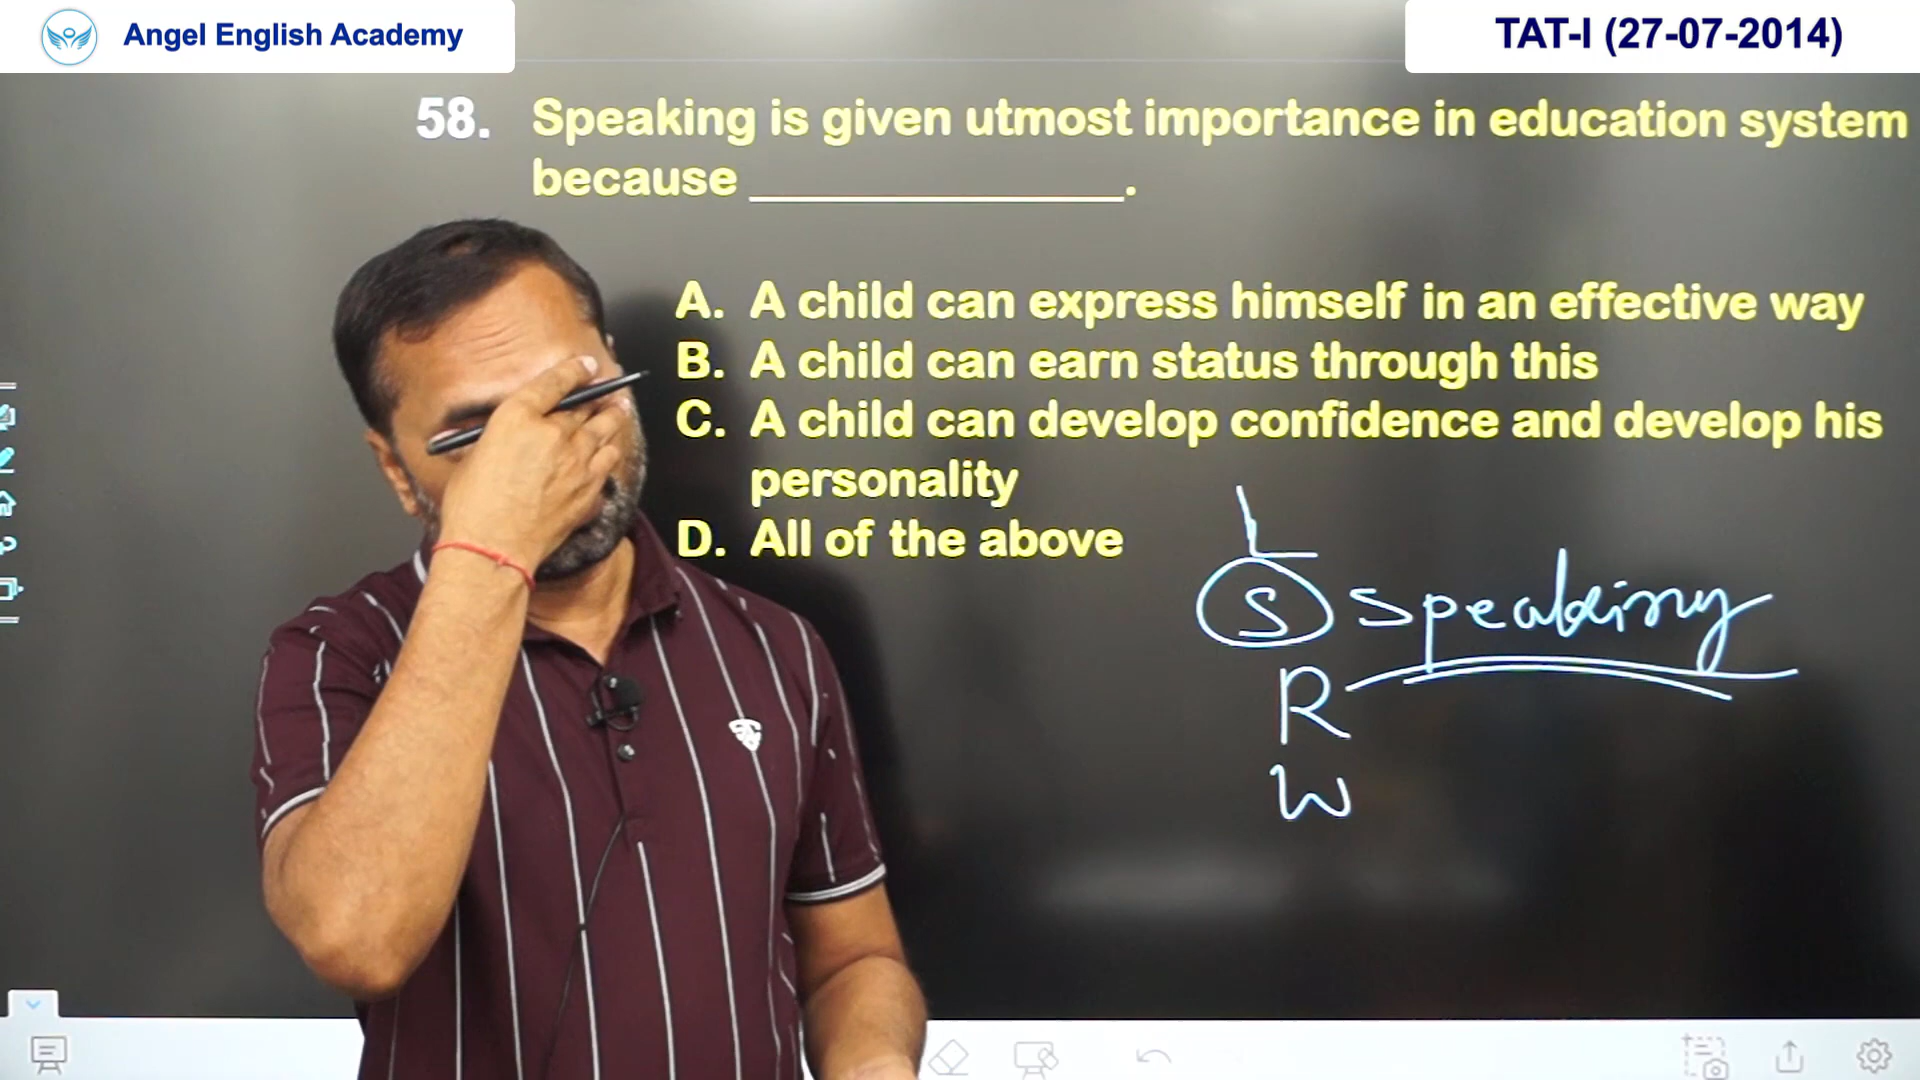 Angel English Academy
TAT-I (27-07-2014)
58. Speaking is given utmost importance in education system
because ________________.
A. A child can express himself in an effective way
B. A child can earn status through this
C. A child can develop confidence and develop his
personality
D. All of the above
L
S Speaking
R
W